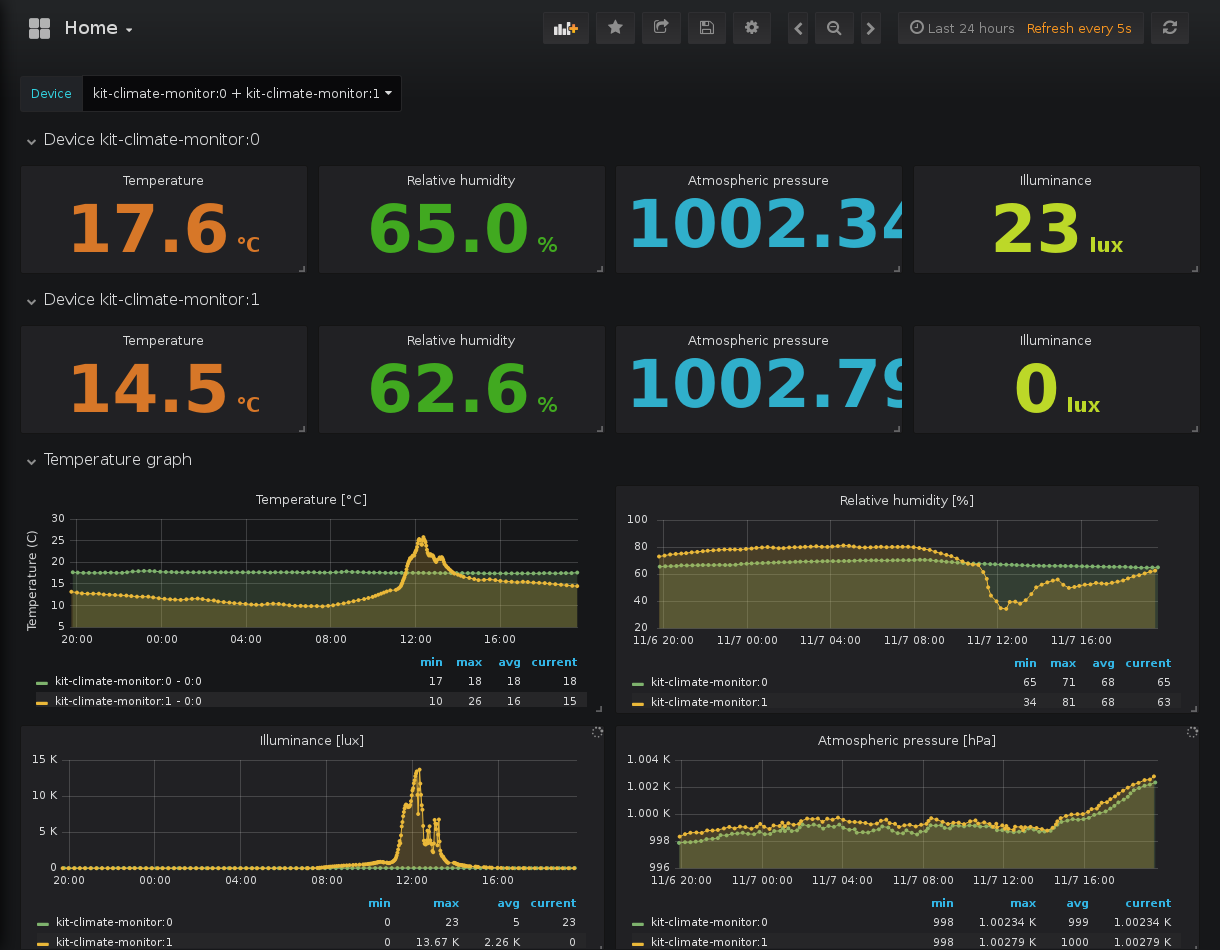 Home
Last 24 hours Refresh every 5s
Device kit-climate-monitor:0 + kit-climate-monitor:1
Device kit-climate-monitor:0
Temperature
17.6 °C
Relative humidity
65.0 %
Atmospheric pressure
1002.34
Illuminance
23 lux
Device kit-climate-monitor:1
Temperature
14.5 °C
Relative humidity
62.6 %
Atmospheric pressure
1002.79
Illuminance
0 lux
Temperature graph
Temperature [°C]
Temperature (C)
30
25
20
15
10
5
20:00 00:00 04:00 08:00 12:00 16:00
min max avg current
kit-climate-monitor:0 - 0:0 17 18 18 18
kit-climate-monitor:1 - 0:0 10 26 16 15
Relative humidity [%]
100
80
60
40
20
11/6 20:00 11/7 00:00 11/7 04:00 11/7 08:00 11/7 12:00 11/7 16:00
min max avg current
kit-climate-monitor:0 65 71 68 65
kit-climate-monitor:1 34 81 68 63
Illuminance [lux]
15 K
10 K
5 K
0
20:00 00:00 04:00 08:00 12:00 16:00
min max avg current
kit-climate-monitor:0 0 23 5 23
kit-climate-monitor:1 0 13.67 K 2.26 K 0
Atmospheric pressure [hPa]
1.004 K
1.002 K
1.000 K
998
996
11/6 20:00 11/7 00:00 11/7 04:00 11/7 08:00 11/7 12:00 11/7 16:00
min max avg current
kit-climate-monitor:0 998 1.00234 K 999 1.00234 K
kit-climate-monitor:1 998 1.00279 K 1000 1.00279 K